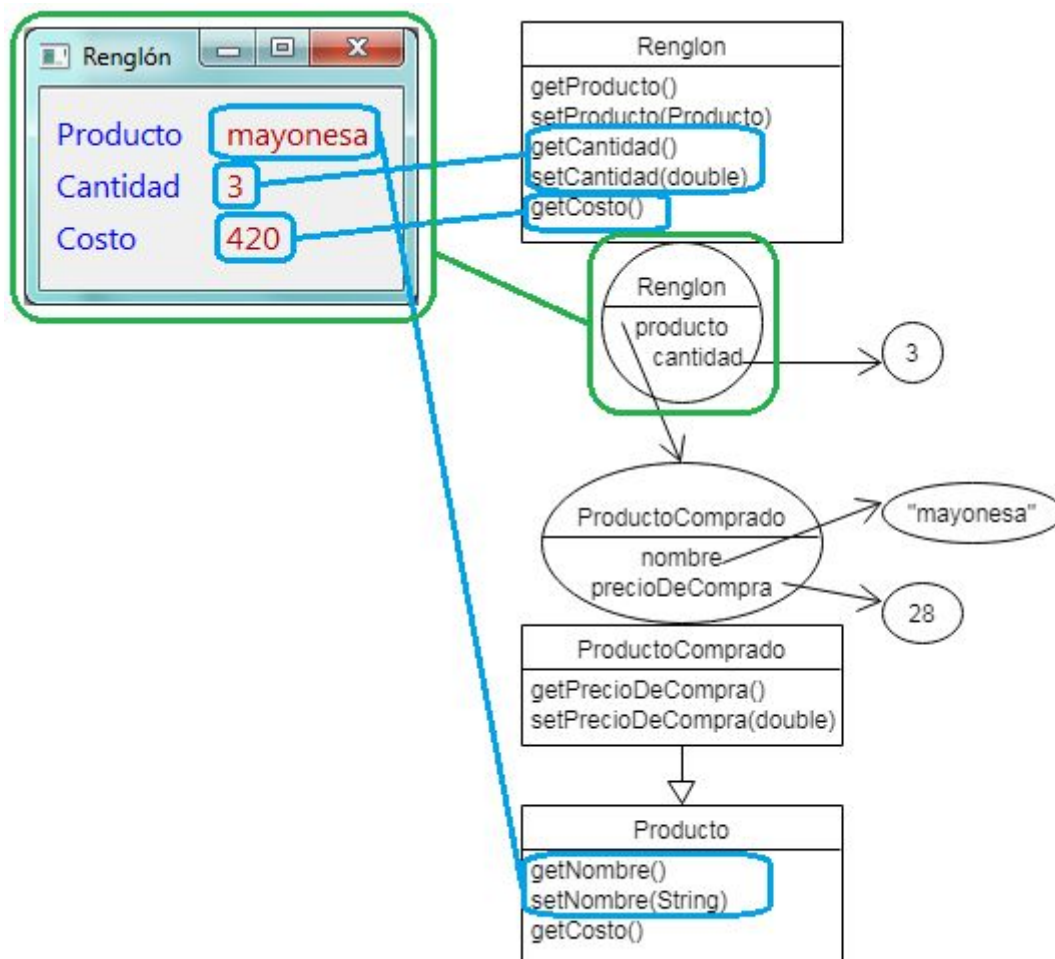 Renglón
Producto mayonesa
Cantidad 3
Costo 420
Renglon
getProducto()
setProducto(Producto)
getCantidad()
setCantidad(double)
getCosto()
Renglon
producto
cantidad
3
ProductoComprado
nombre
precioDeCompra
"mayonesa"
28
ProductoComprado
getPrecioDeCompra()
setPrecioDeCompra(double)
Producto
getNombre()
setNombre(String)
getCosto()